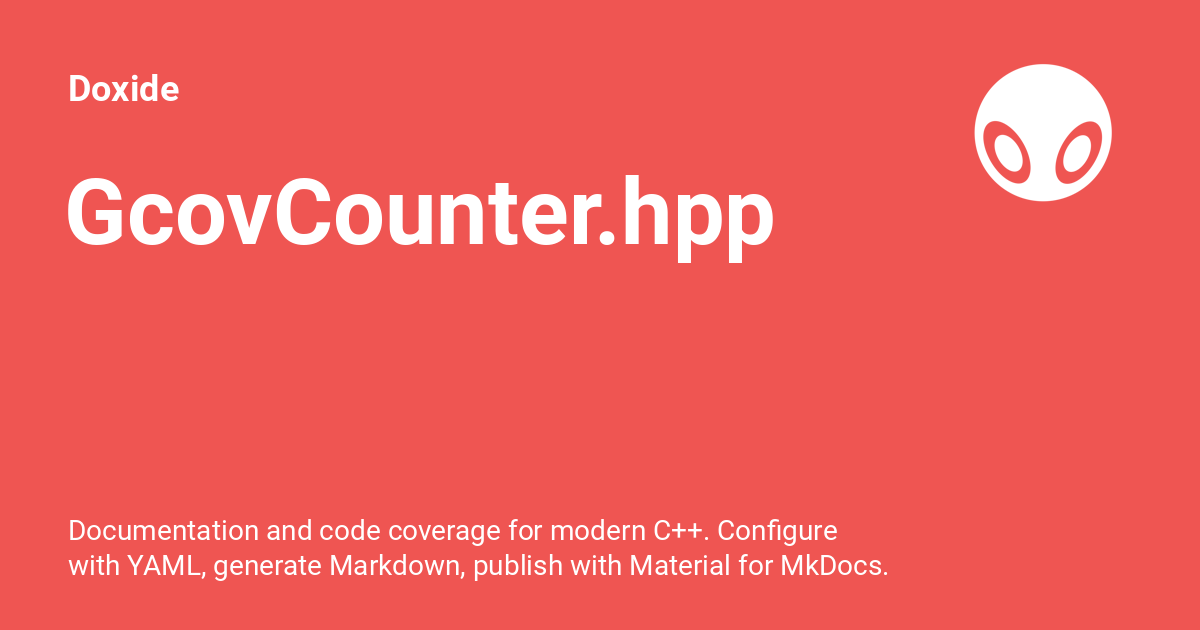 Doxide
GcovCounter.hpp
Documentation and code coverage for modern C++. Configure
with YAML, generate Markdown, publish with Material for MkDocs.